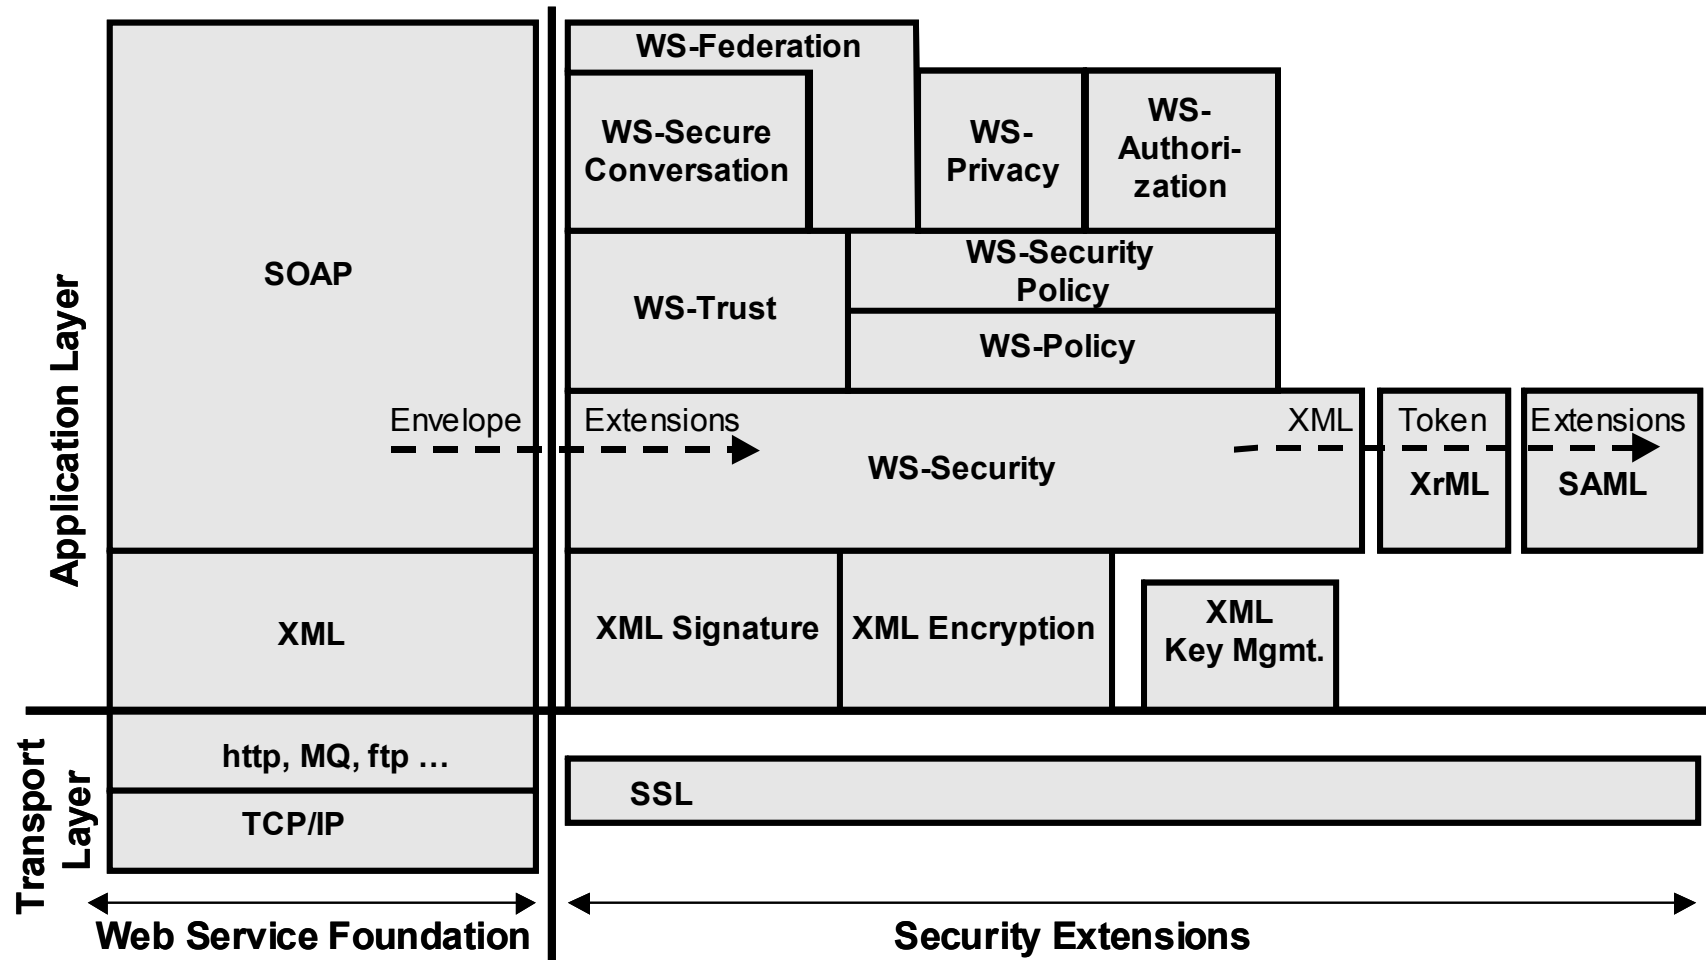 WS-Federation
WS-Secure
Conversation
WS-
Privacy
WS-
Authori-
zation
SOAP
WS-Trust
WS-Security
Policy
WS-Policy
Application Layer
Envelope
Extensions
XML
Token
Extensions
WS-Security
XrML
SAML
XML
XML Signature
XML Encryption
XML
Key Mgmt.
Transport
Layer
http, MQ, ftp ...
TCP/IP
SSL
Web Service Foundation
Security Extensions